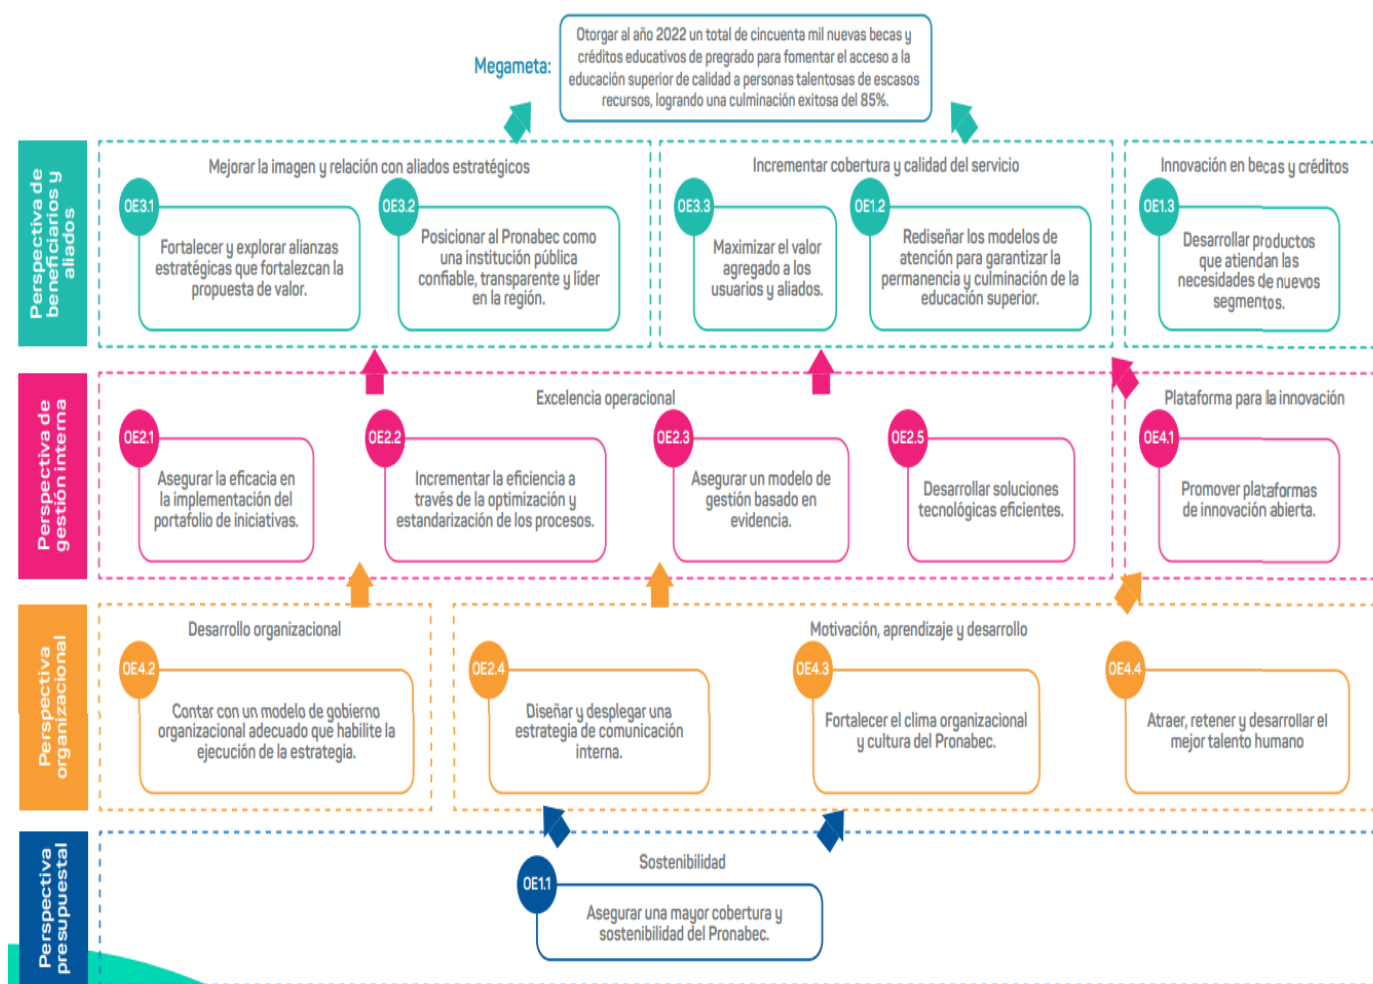 Megameta:
Otorgar al año 2022 un total de cincuenta mil nuevas becas y
créditos educativos de pregrado para fomentar el acceso a la
educación superior de calidad a personas talentosas de escasos
recursos, logrando una culminación exitosa del 85%.
Perspectiva de
beneficiarios y
aliados
Mejorar la imagen y relación con aliados estratégicos
OE3.1
Fortalecer y explorar alianzas
estratégicas que fortalezcan la
propuesta de valor.
OE3.2
Posicionar al Pronabec como
una institución pública
confiable, transparente y líder
en la región.
Incrementar cobertura y calidad del servicio
OE3.3
Maximizar el valor
agregado a los
usuarios y aliados.
OE1.2
Rediseñar los modelos de
atención para garantizar la
permanencia y culminación de la
educación superior.
Innovación en becas y créditos
OE1.3
Desarrollar productos
que atiendan las
necesidades de nuevos
segmentos.
Perspectiva de
gestión interna
Excelencia operacional
OE2.1
Asegurar la eficacia en
la implementación del
portafolio de iniciativas.
OE2.2
Incrementar la eficiencia a
través de la optimización y
estandarización de los procesos.
OE2.3
Asegurar un modelo de
gestión basado en
evidencia.
OE2.5
Desarrollar soluciones
tecnológicas eficientes.
Plataforma para la innovación
OE4.1
Promover plataformas
de innovación abierta.
Perspectiva
organizacional
Desarrollo organizacional
OE4.2
Contar con un modelo de gobierno
organizacional adecuado que habilite la
ejecución de la estrategia.
Motivación, aprendizaje y desarrollo
OE2.4
Diseñar y desplegar una
estrategia de comunicación
interna.
OE4.3
Fortalecer el clima organizacional
y cultura del Pronabec.
OE4.4
Atraer, retener y desarrollar el
mejor talento humano
Perspectiva
presupuestal
Sostenibilidad
OE1.1
Asegurar una mayor cobertura y
sostenibilidad del Pronabec.